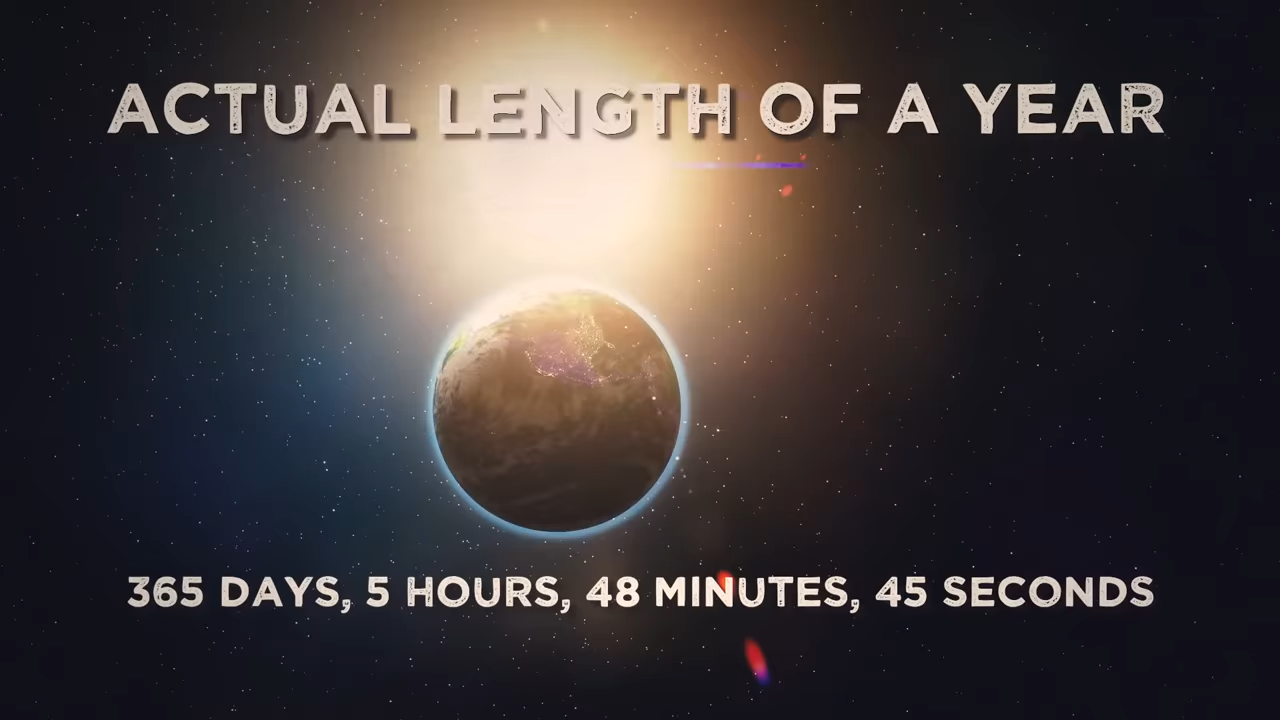 ACTUAL LENGTH OF A YEAR
365 DAYS, 5 HOURS, 48 MINUTES, 45 SECONDS